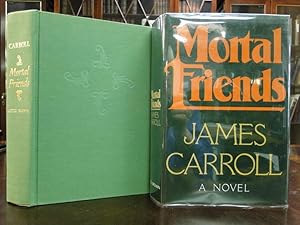 CARROLL
Mortal
Friends
Mortal
Friends
JAMES
CARROLL
Mortal
Friends
JAMES
CARROLL
A NOVEL